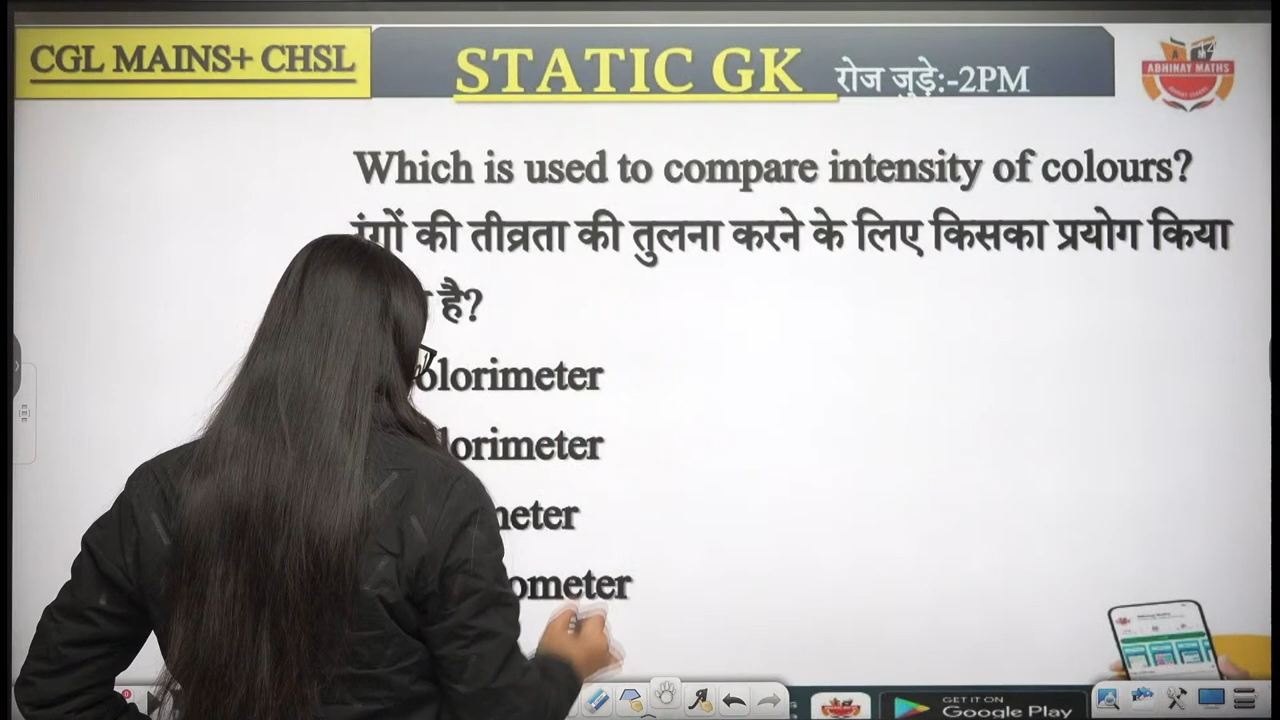 CGL MAINS+ CHSL
STATIC GK रोज जुड़े:-2PM
ABHINAY MATHS
Which is used to compare intensity of colours?
रंगों की तीव्रता की तुलना करने के लिए किसका प्रयोग किया
है?
olorimeter
lorimeter
meter
ometer
GET IT ON
Google Play